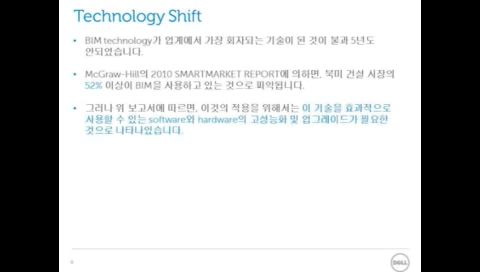 Technology Shift
BIM technology가 업계에서 가장 회자되는 기술이 된 것이 불과 5년도
안되었습니다.
McGraw-Hill의 2010 SMARTMARKET REPORT에 의하면, 북미 건설 시장의
52% 이상이 BIM을 사용하고 있는 것으로 파악됩니다.
그러나 위 보고서에 따르면, 이것의 적용을 위해서는 이 기술을 효과적으로
사용할 수 있는 software와 hardware의 고성능화 및 업그레이드가 필요한
것으로 나타나있습니다.
DELL